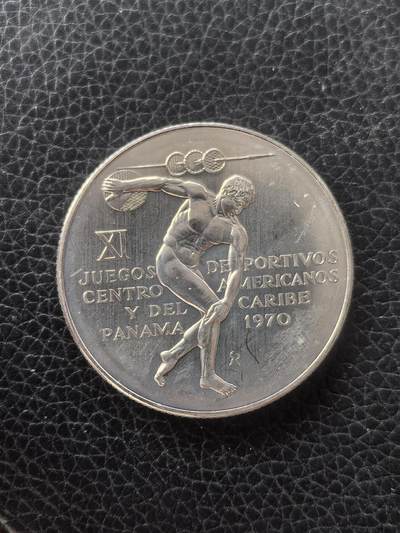 XI
JUEGOS DEPORTIVOS
CENTRO AMERICANOS
Y DEL CARIBE
PANAMA 1970